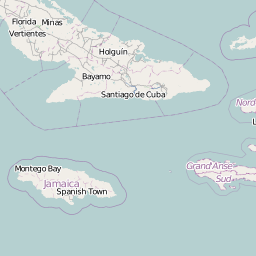 Florida
Minas
Vertientes
Holguín
Bayamo
Santiago de Cuba
Nord
L
Montego Bay
Jamaica
Spanish Town
Grand'Anse
Sud